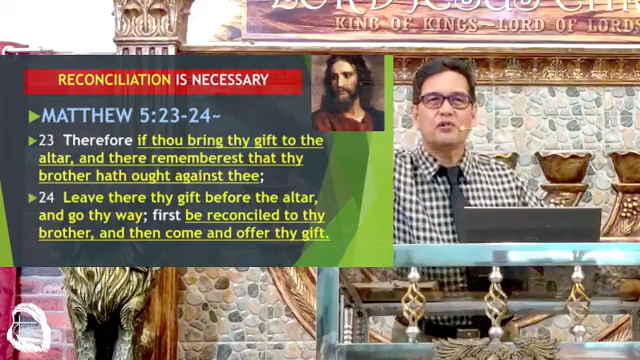 LORD JESUS
KING OF KINGS~LORD OF LORDS
RECONCILIATION IS NECESSARY
MATTHEW 5:23-24~
23 Therefore if thou bring thy gift to the
altar, and there rememberest that thy
brother hath ought against thee;
24 Leave there thy gift before the altar,
and go thy way; first be reconciled to thy
brother, and then come and offer thy gift.